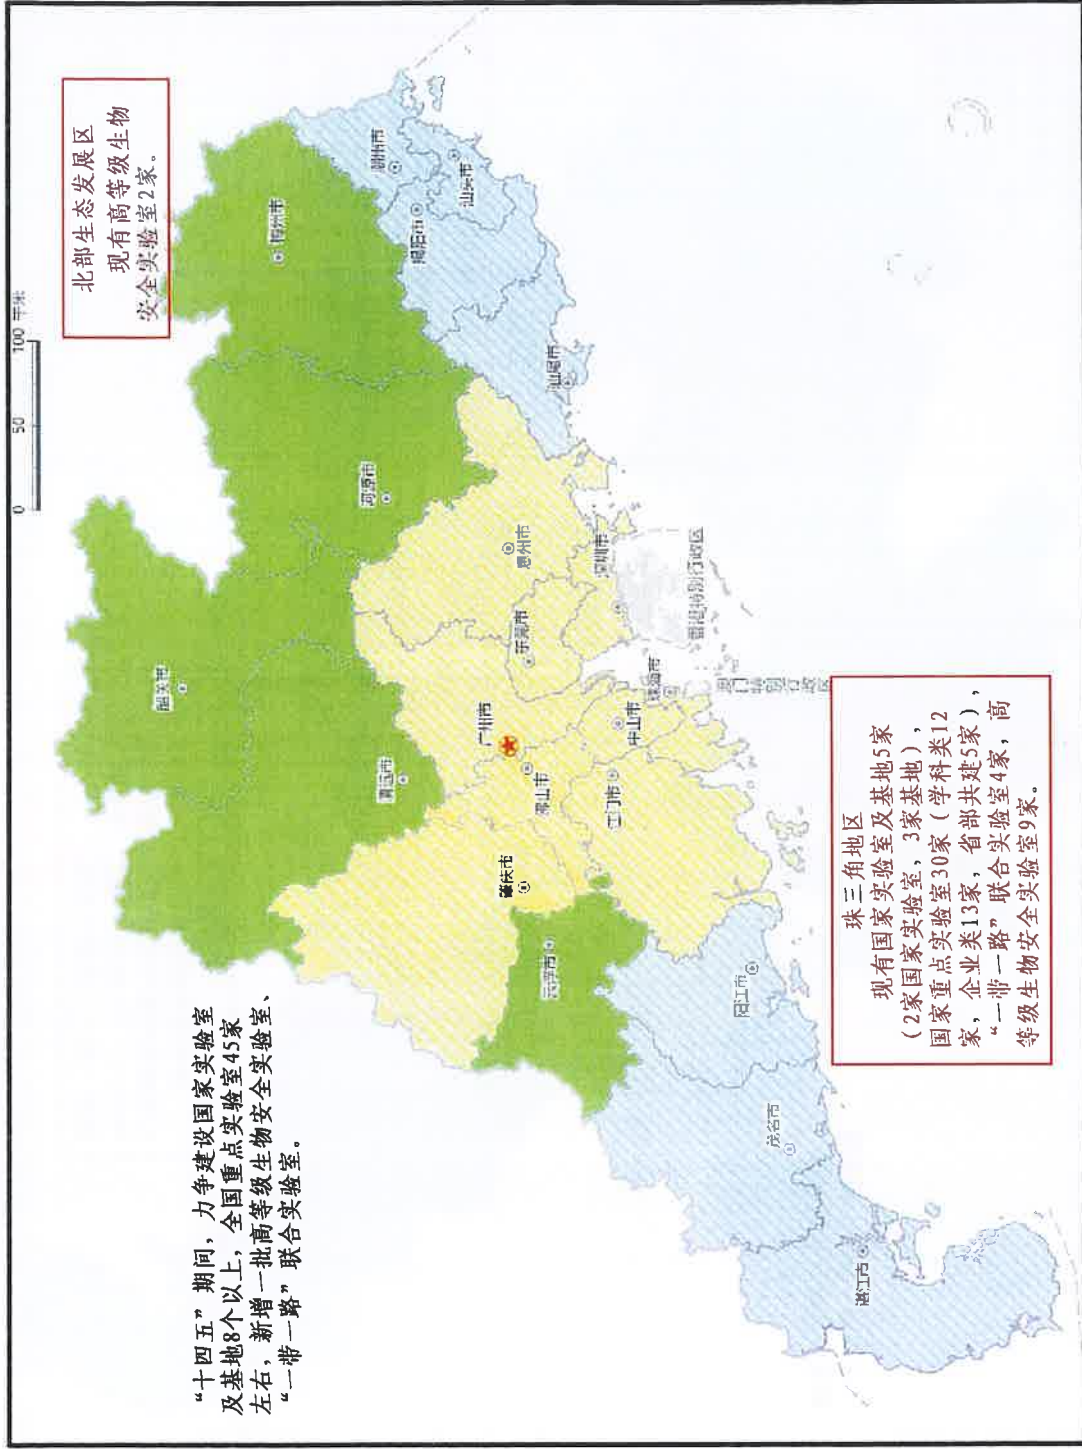 “十四五”期间，力争建设国家实验室
及基地8个以上，全国重点实验室45家
左右，新增一批高等级生物安全实验室、
“一带一路”联合实验室。
0 50 100 千米
北部生态发展区
现有高等级生物
安全实验室2家。
韶关市
梅州市
清远市
河源市
潮州市
揭阳市
汕头市
汕尾市
广州市
惠州市
肇庆市
佛山市
东莞市
深圳市
云浮市
江门市
中山市
珠海市
香港特别行政区
澳门特别行政区
阳江市
茂名市
湛江市
珠三角地区
现有国家实验室及基地5家
（2家国家实验室，3家基地），
国家重点实验室30家（学科类12
家，企业类13家，省部共建5家），
“一带一路”联合实验室4家，高
等级生物安全实验室9家。